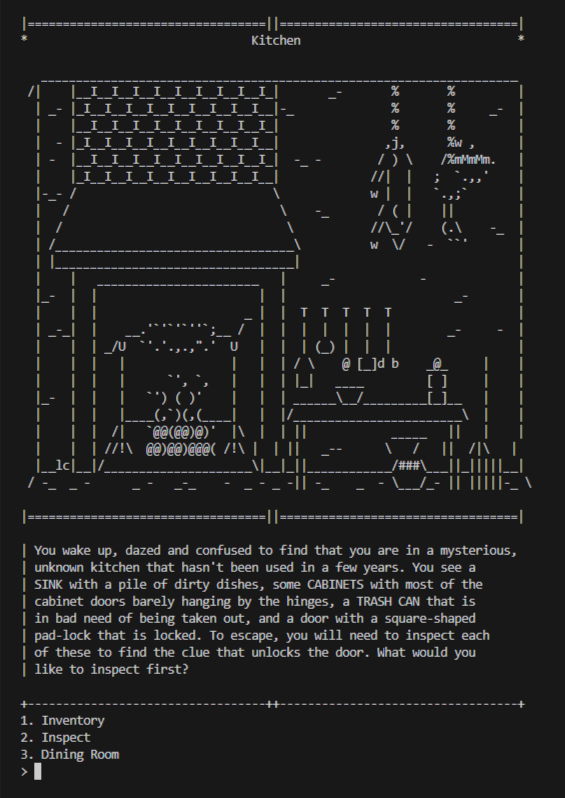 Kitchen
lc
You wake up, dazed and confused to find that you are in a mysterious,
unknown kitchen that hasn't been used in a few years. You see a
SINK with a pile of dirty dishes, some CABINETS with most of the
cabinet doors barely hanging by the hinges, a TRASH CAN that is
in bad need of being taken out, and a door with a square-shaped
pad-lock that is locked. To escape, you will need to inspect each
of these to find the clue that unlocks the door. What would you
like to inspect first?
1. Inventory
2. Inspect
3. Dining Room
>